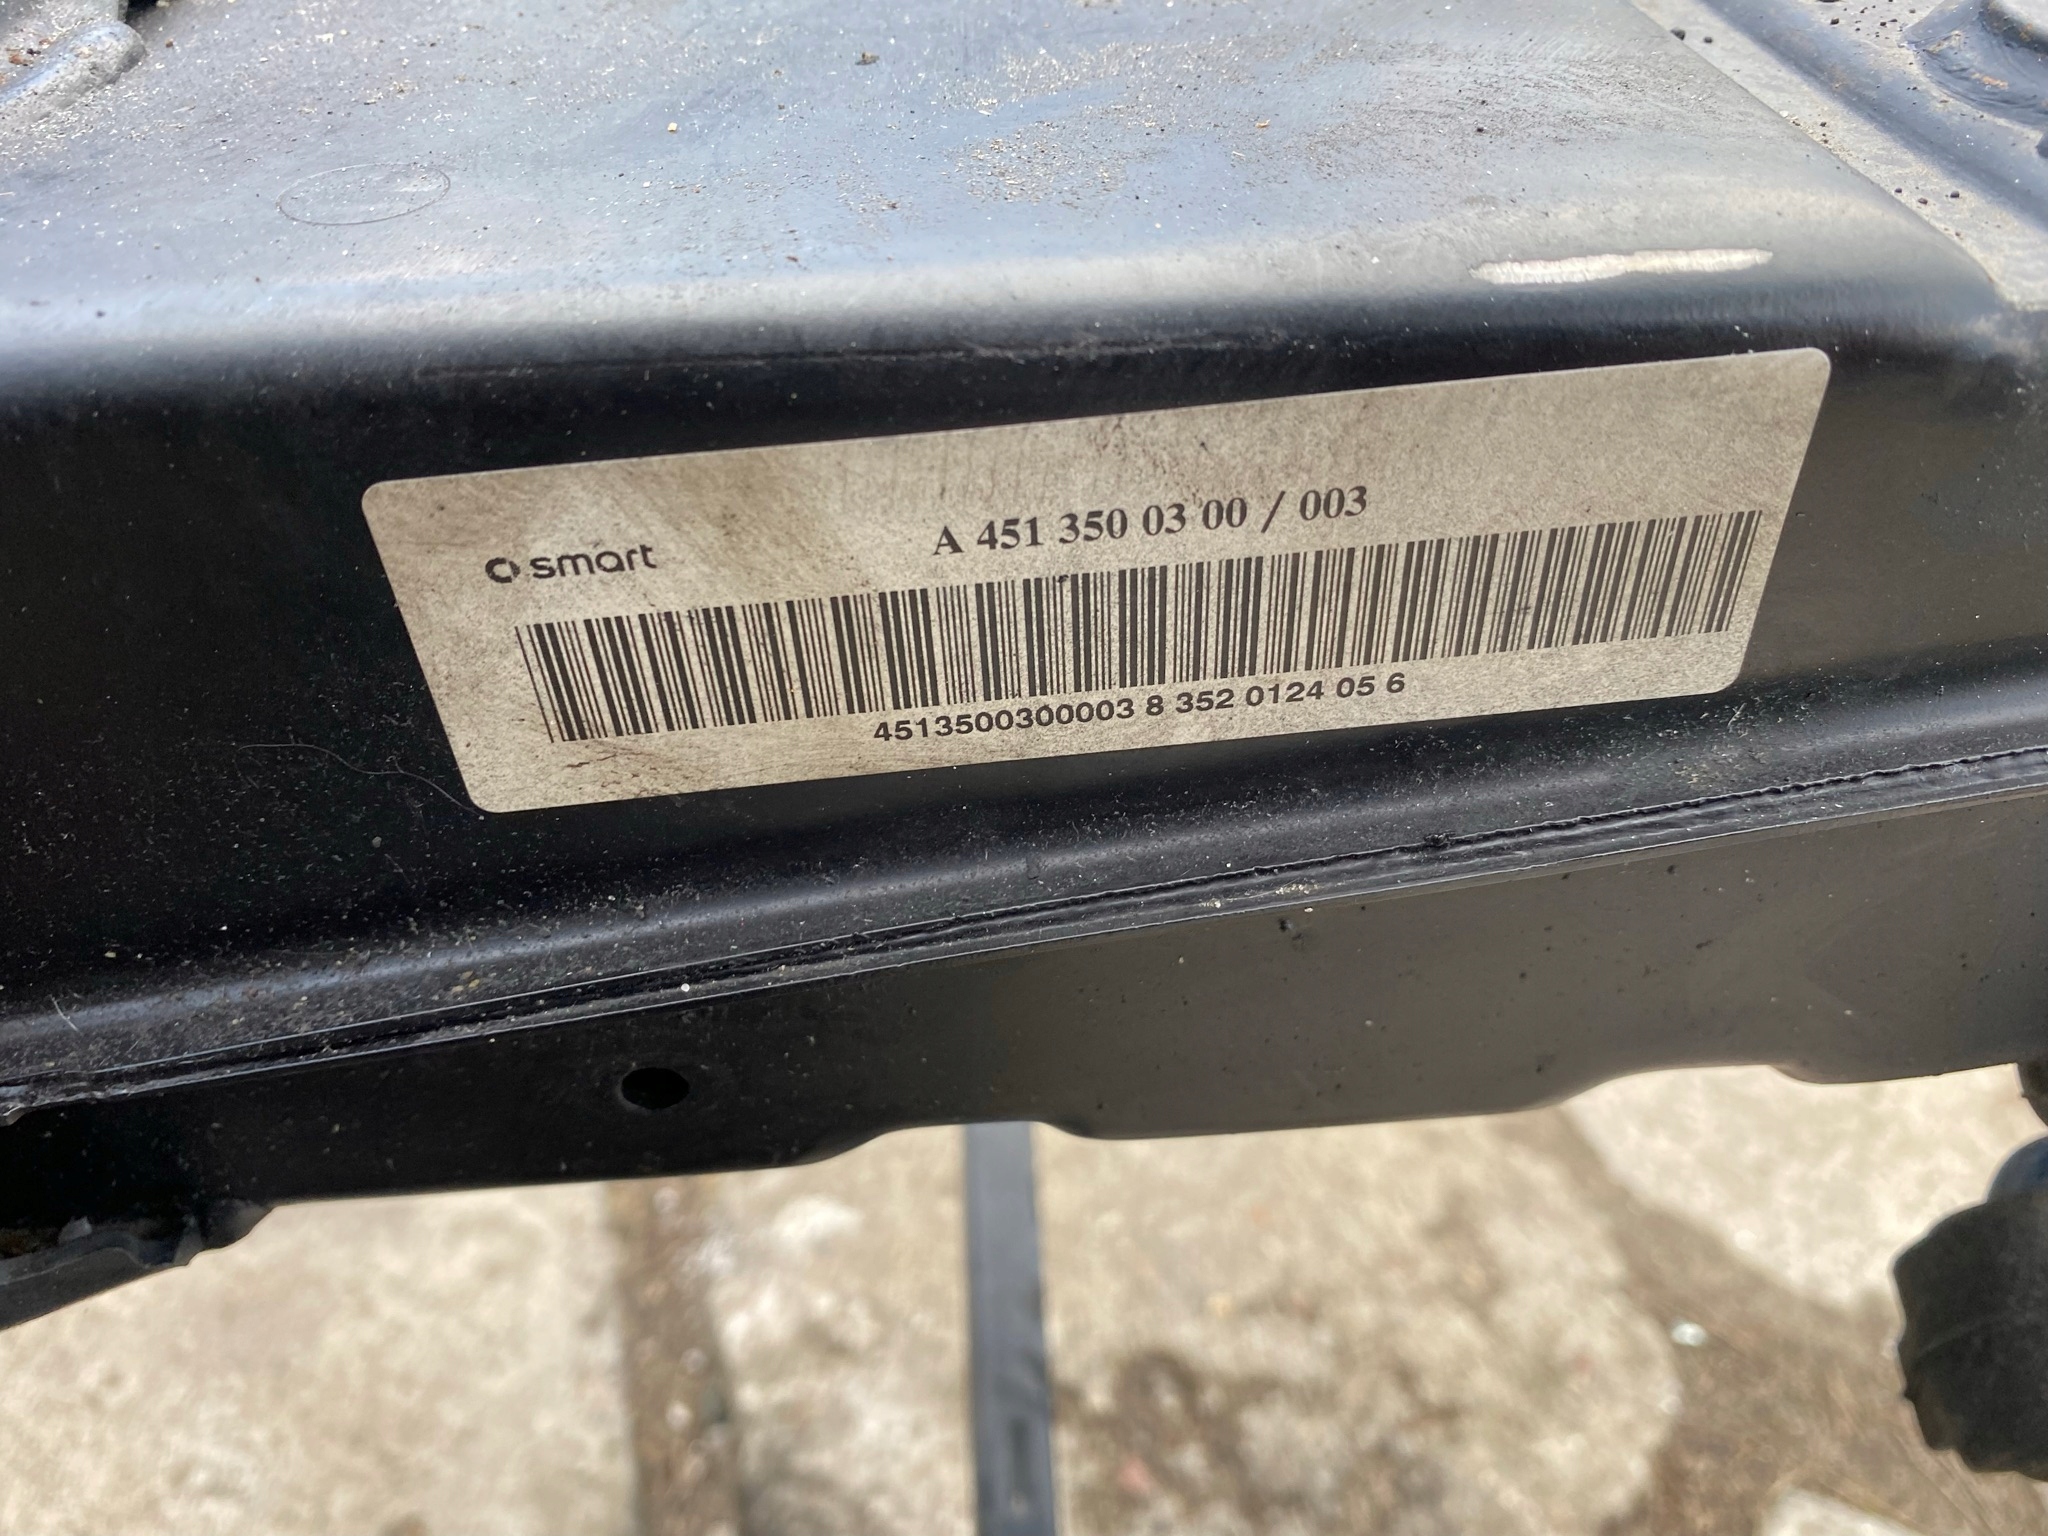 smart
A 451 350 03 00 / 003
4513500300003 8 352 0124 05 6